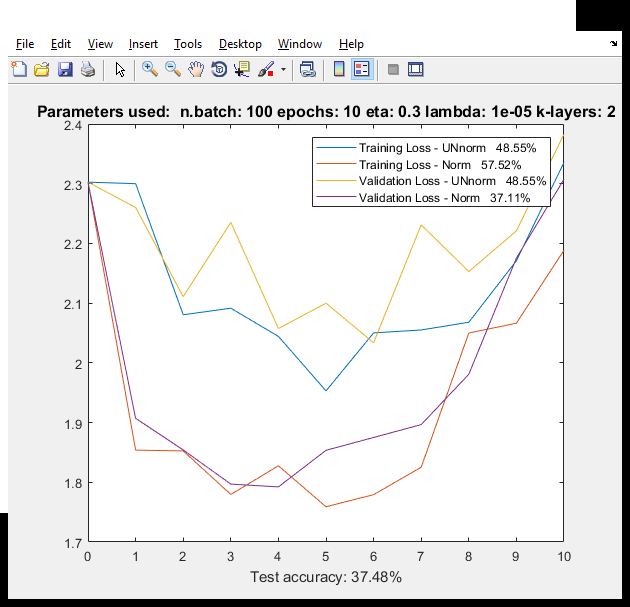 File Edit View Insert Tools Desktop Window Help
Parameters used: n.batch: 100 epochs: 10 eta: 0.3 lambda: 1e-05 k-layers: 2
2.4
Training Loss - UNnorm 48.55%
Training Loss - Norm 57.52%
Validation Loss - UNnorm 48.55%
Validation Loss - Norm 37.11%
2.3
2.2
2.1
2
1.9
1.8
1.7
0 1 2 3 4 5 6 7 8 9 10
Test accuracy: 37.48%